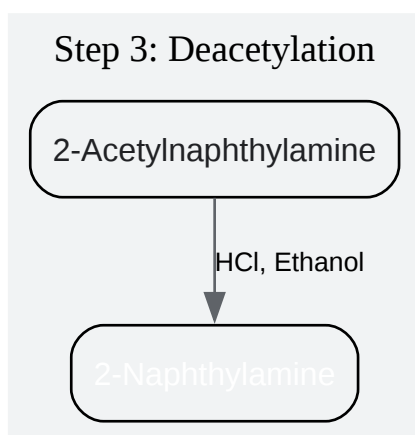 Step 3: Deacetylation
2-Acetylnaphthylamine
HCl, Ethanol
2-Naphthylamine